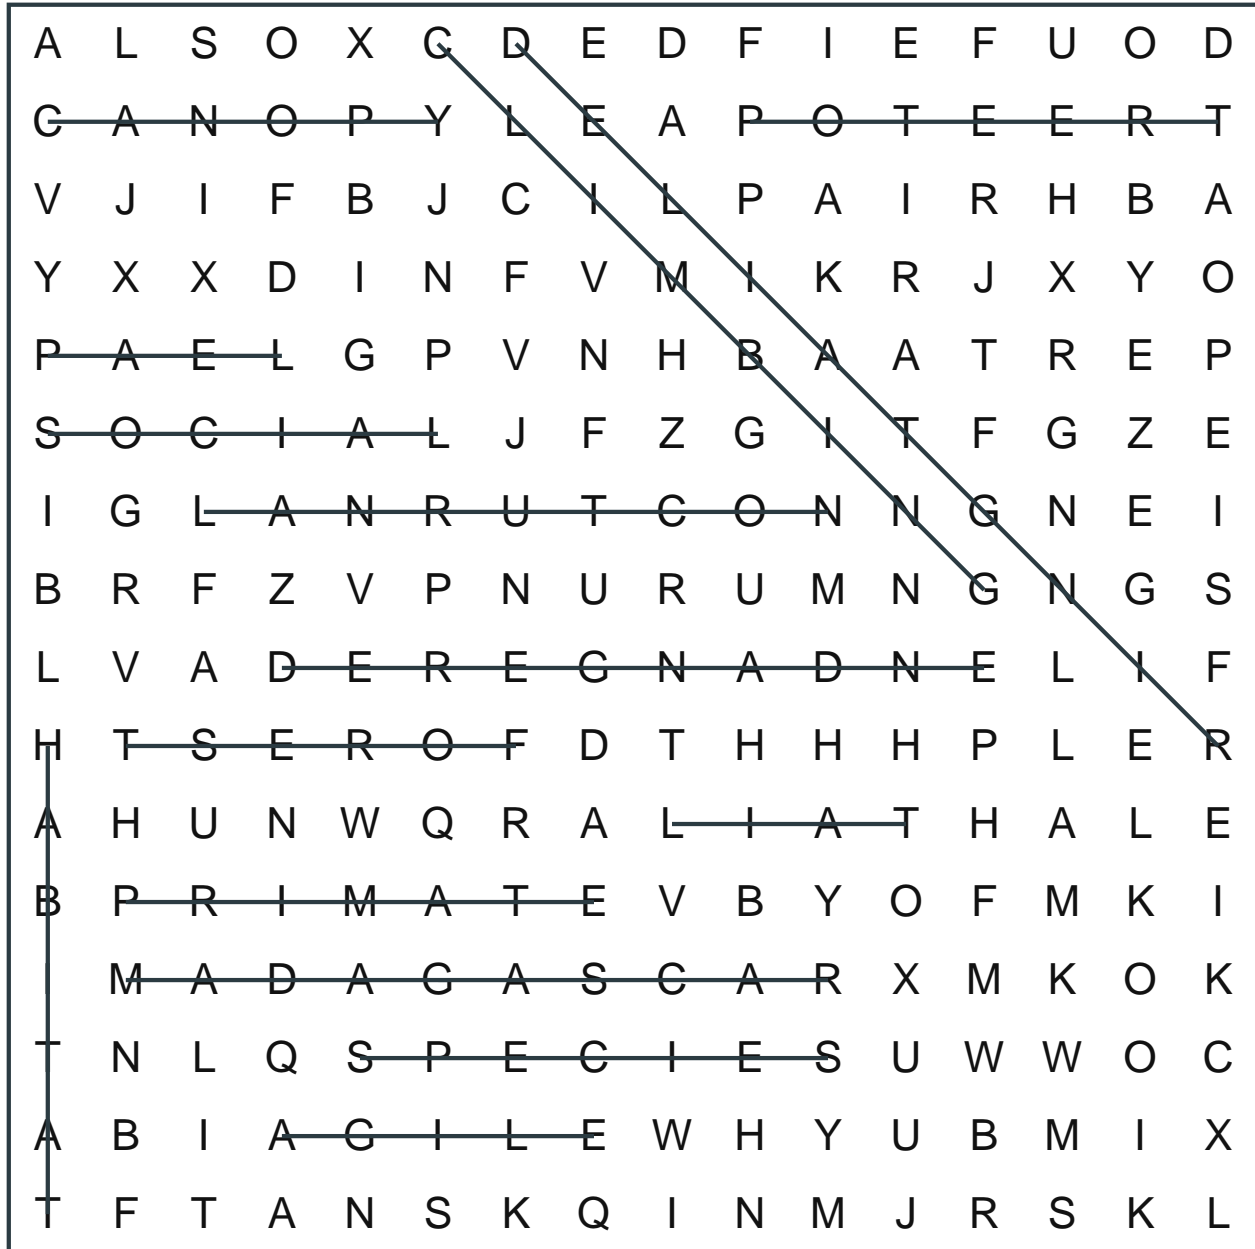 A L S O X C D E D F I E F U O D
C A N O P Y L E A P O T E E R T
V J I F B J C I L P A I R H B A
Y X X D I N F V M I K R J X Y O
P A E L G P V N H B A A T R E P
S O C I A L J F Z G I T F G Z E
I G L A N R U T C O N N G N E I
B R F Z V P N U R U M N G N G S
L V A D E R E G N A D N E L I F
H T S E R O F D T H H H P L E R
A H U N W Q R A L I A T H A L E
B P R I M A T E V B Y O F M K I
I M A D A G A S C A R X M K O K
T N L Q S P E C I E S U W W O C
A B I A G I L E W H Y U B M I X
T F T A N S K Q I N M J R S K L